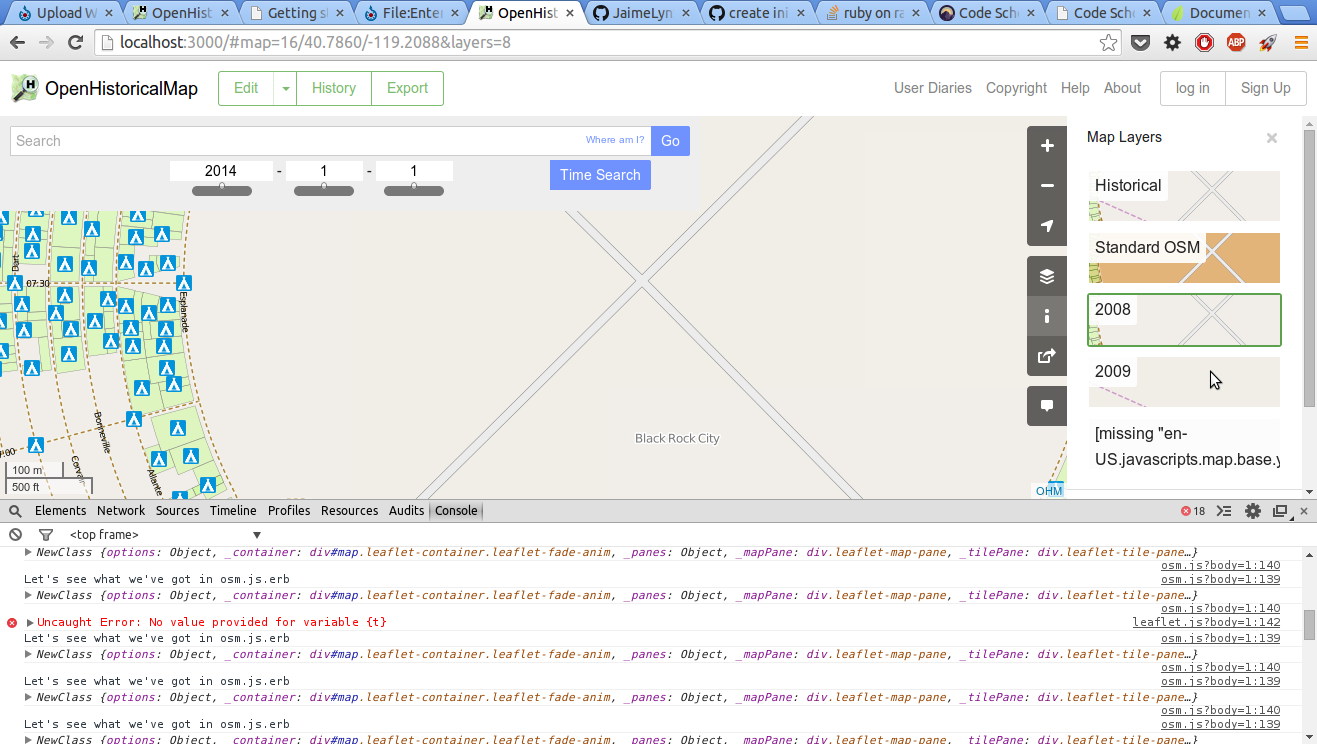 Upload W
OpenHist
Getting st
File:Enter
OpenHist
JaimeLyn
create ini
ruby on ra
Code Sch
Code Sch
Documen
localhost:3000/#map=16/40.7860/-119.2088&layers=8
ABP
OpenHistoricalMap
Edit
History
Export
User Diaries
Copyright
Help
About
log in
Sign Up
Search
Where am I?
Go
2014 - 1 - 1
Time Search
Map Layers
Historical
Standard OSM
2008
2009
[missing "en-
US.javascripts.map.base.y
Dart
07:30
Esplanade
Bonneville
Corvair
Allante
7:00
Black Rock City
100 m
500 ft
OHM
Elements Network Sources Timeline Profiles Resources Audits Console
18
<top frame>
NewClass {options: Object, _container: div#map.leaflet-container.leaflet-fade-anim, _panes: Object, _mapPane: div.leaflet-map-pane, _tilePane: div.leaflet-tile-pane…}
osm.js?body=1:140
Let's see what we've got in osm.js.erb osm.js?body=1:139
NewClass {options: Object, _container: div#map.leaflet-container.leaflet-fade-anim, _panes: Object, _mapPane: div.leaflet-map-pane, _tilePane: div.leaflet-tile-pane…}
osm.js?body=1:140
Uncaught Error: No value provided for variable {t} leaflet.js?body=1:142
Let's see what we've got in osm.js.erb osm.js?body=1:139
NewClass {options: Object, _container: div#map.leaflet-container.leaflet-fade-anim, _panes: Object, _mapPane: div.leaflet-map-pane, _tilePane: div.leaflet-tile-pane…}
osm.js?body=1:140
Let's see what we've got in osm.js.erb osm.js?body=1:139
NewClass {options: Object, _container: div#map.leaflet-container.leaflet-fade-anim, _panes: Object, _mapPane: div.leaflet-map-pane, _tilePane: div.leaflet-tile-pane…}
osm.js?body=1:140
Let's see what we've got in osm.js.erb osm.js?body=1:139
NewClass {options: Object, _container: div#map.leaflet-container.leaflet-fade-anim, _panes: Object, _mapPane: div.leaflet-map-pane, _tilePane: div.leaflet-tile-pane…}